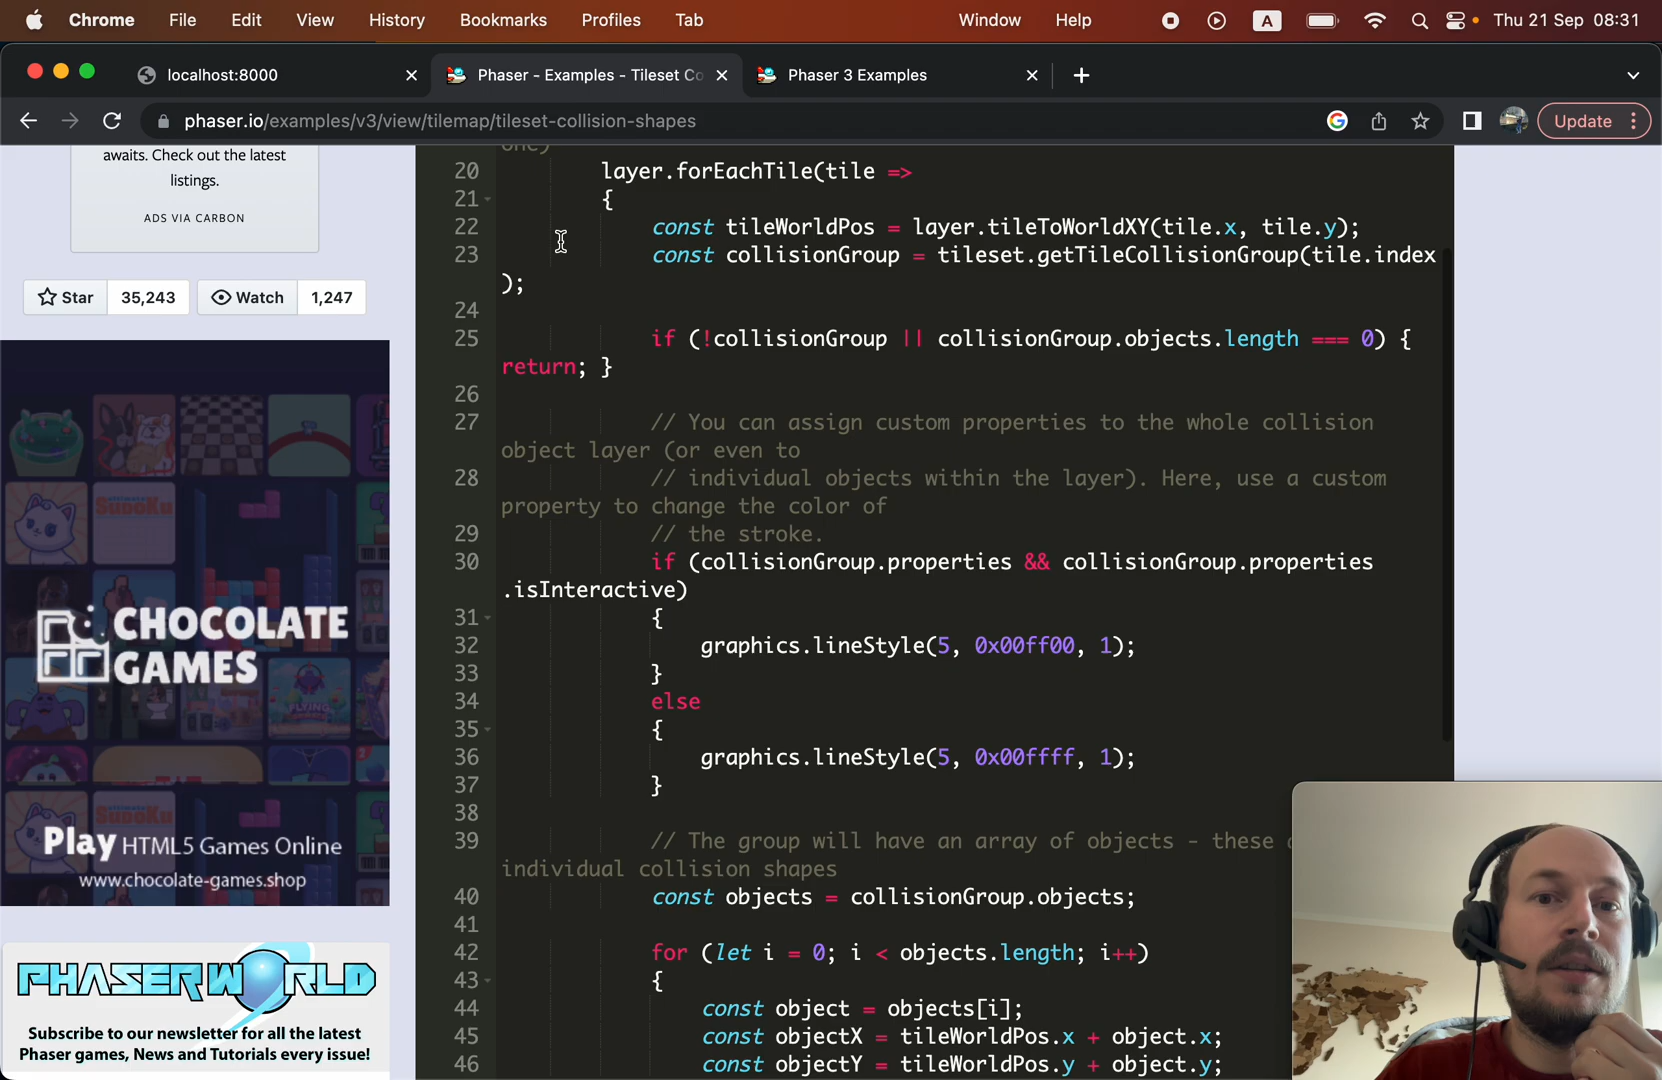 Chrome File Edit View History Bookmarks Profiles Tab Window Help A Thu 21 Sep 08:31
localhost:8000 Phaser - Examples - Tileset Co Phaser 3 Examples
phaser.io/examples/v3/view/tilemap/tileset-collision-shapes Update
awaits. Check out the latest
listings.
ADS VIA CARBON
Star 35,243 Watch 1,247
CHOCOLATE
GAMES
Play HTML5 Games Online
www.chocolate-games.shop
PHASER WORLD
Subscribe to our newsletter for all the latest
Phaser games, News and Tutorials every issue!
one)
20 layer.forEachTile(tile =>
21 {
22 const tileWorldPos = layer.tileToWorldXY(tile.x, tile.y);
23 const collisionGroup = tileset.getTileCollisionGroup(tile.index
);
24
25 if (!collisionGroup || collisionGroup.objects.length === 0) {
return; }
26
27 // You can assign custom properties to the whole collision
object layer (or even to
28 // individual objects within the layer). Here, use a custom
property to change the color of
29 // the stroke.
30 if (collisionGroup.properties && collisionGroup.properties
.isInteractive)
31 {
32 graphics.lineStyle(5, 0x00ff00, 1);
33 }
34 else
35 {
36 graphics.lineStyle(5, 0x00ffff, 1);
37 }
38
39 // The group will have an array of objects - these
individual collision shapes
40 const objects = collisionGroup.objects;
41
42 for (let i = 0; i < objects.length; i++)
43 {
44 const object = objects[i];
45 const objectX = tileWorldPos.x + object.x;
46 const objectY = tileWorldPos.y + object.y;